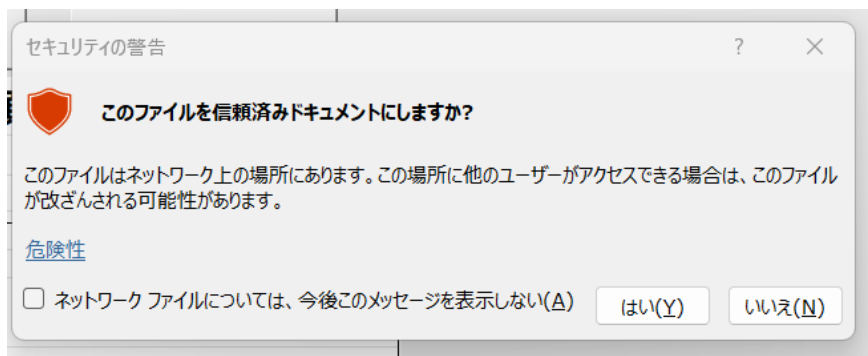 セキュリティの警告
?
このファイルを信頼済みドキュメントにしますか?
このファイルはネットワーク上の場所にあります。この場所に他のユーザーがアクセスできる場合は、このファイル
が改ざんされる可能性があります。
危険性
ネットワーク ファイルについては、今後このメッセージを表示しない(A)
はい(Y)
いいえ(N)